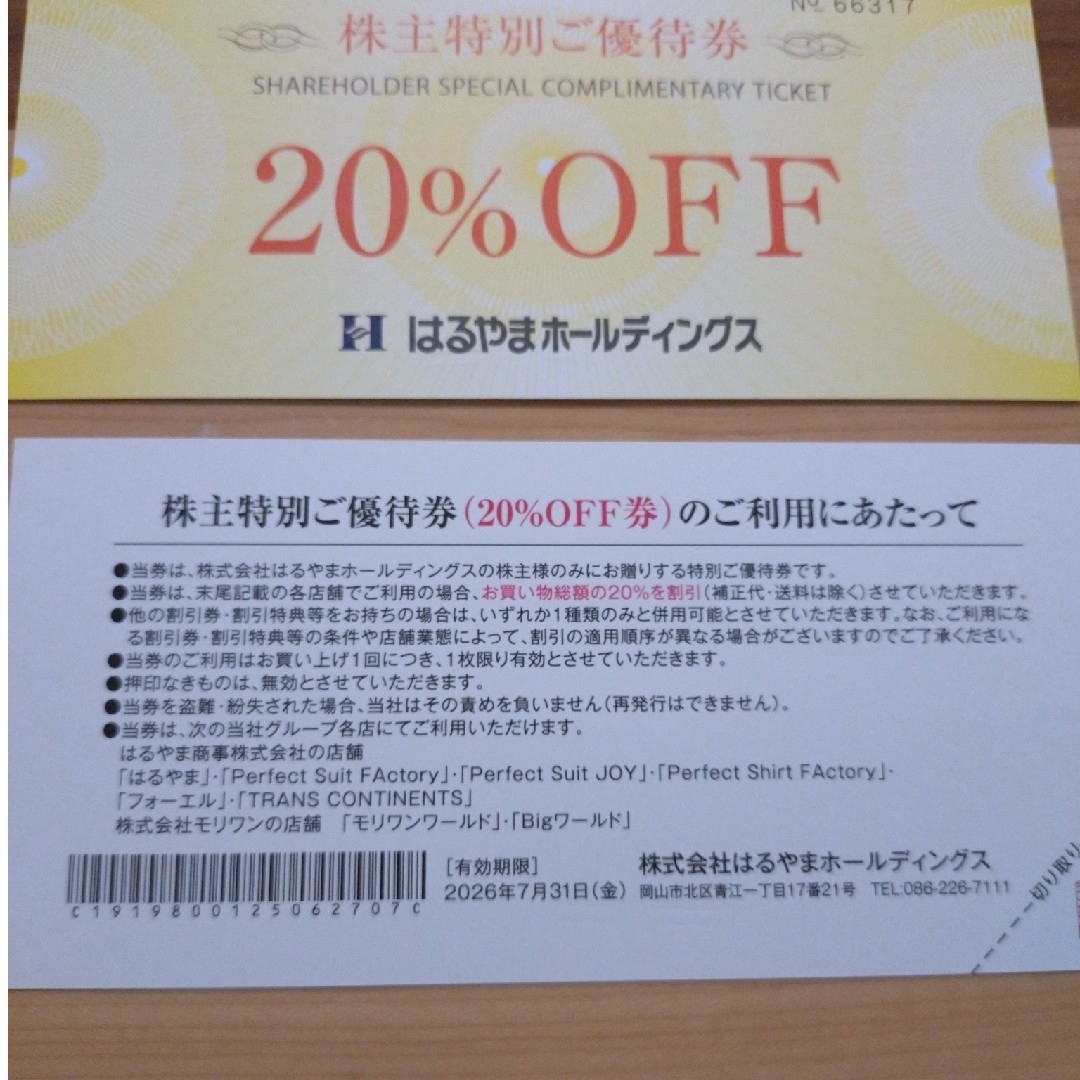 No 66317
株主特別ご優待券
SHAREHOLDER SPECIAL COMPLIMENTARY TICKET
20%OFF
H はるやまホールディングス
株主特別ご優待券(20%OFF券)のご利用にあたって
●当券は、株式会社はるやまホールディングスの株主様のみにお贈りする特別ご優待券です。
●当券は、末尾記載の各店舗でご利用の場合、お買い物総額の20%を割引(補正代・送料は除く)させていただきます。
●他の割引券・割引特典等をお持ちの場合は、いずれか1種類のみと併用可能とさせていただきます。なお、ご利用にな
る割引券・割引特典等の条件や店舗業態によって、割引の適用順序が異なる場合がございますのでご了承ください。
●当券のご利用はお買い上げ1回につき、1枚限り有効とさせていただきます。
●押印なきものは、無効とさせていただきます。
●当券を盗難・紛失された場合、当社はその責めを負いません(再発行はできません)。
●当券は、次の当社グループ各店にてご利用いただけます。
はるやま商事株式会社の店舗
「はるやま」・「Perfect Suit FActory」・「Perfect Suit JOY」・「Perfect Shirt FActory」・
「フォーエル」・「TRANS CONTINENTS」
株式会社モリワンの店舗 「モリワンワールド」・「Bigワールド」
C19198001250627​07C
[有効期限]
2026年7月31日(金)
株式会社はるやまホールディングス
岡山市北区青江一丁目17番21号 TEL:086-226-7111
切り取り